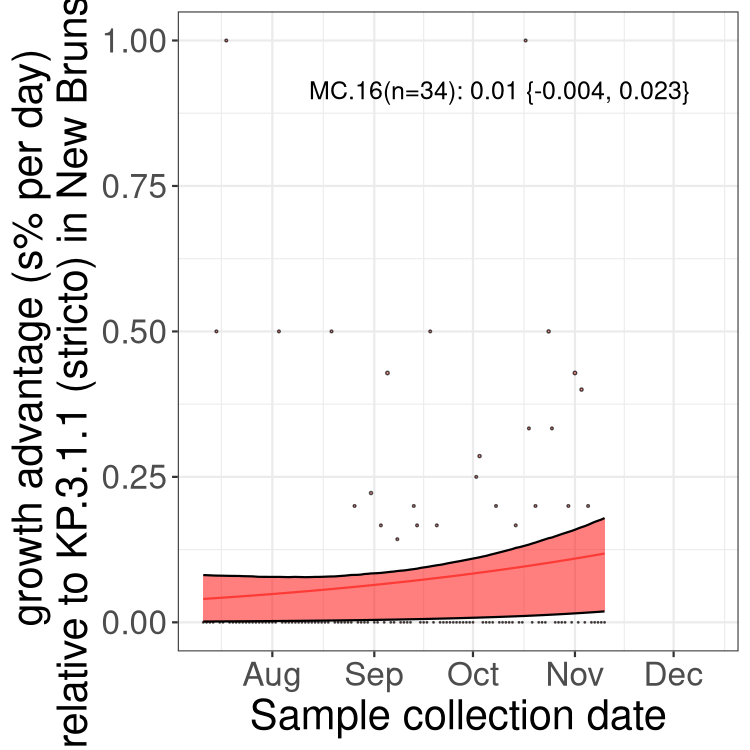 growth advantage (s% per day)
relative to KP.3.1.1 (stricto) in New Bruns
1.00
0.75
0.50
0.25
0.00
MC.16(n=34): 0.01 {-0.004, 0.023}
Aug Sep Oct Nov Dec
Sample collection date